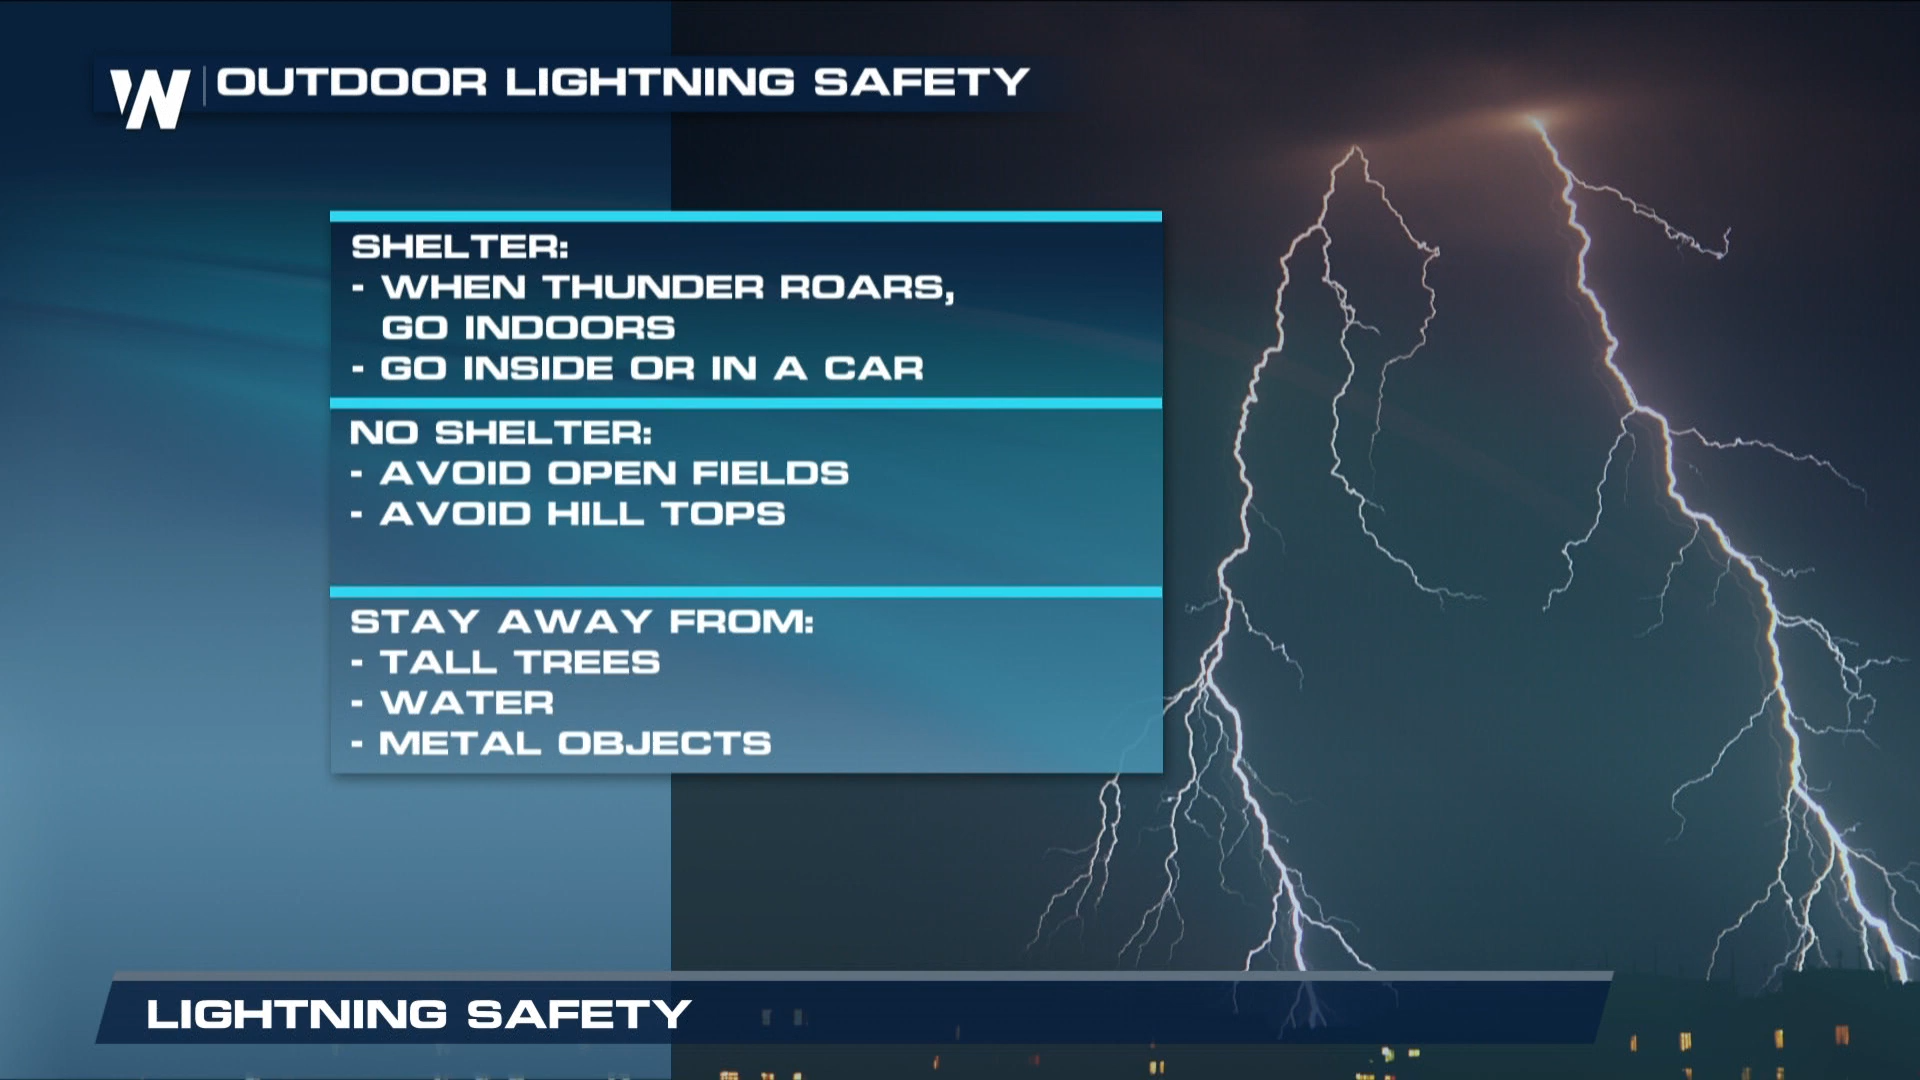 W OUTDOOR LIGHTNING SAFETY
SHELTER:
- WHEN THUNDER ROARS,
GO INDOORS
- GO INSIDE OR IN A CAR
NO SHELTER:
- AVOID OPEN FIELDS
- AVOID HILL TOPS
STAY AWAY FROM:
- TALL TREES
- WATER
- METAL OBJECTS
LIGHTNING SAFETY